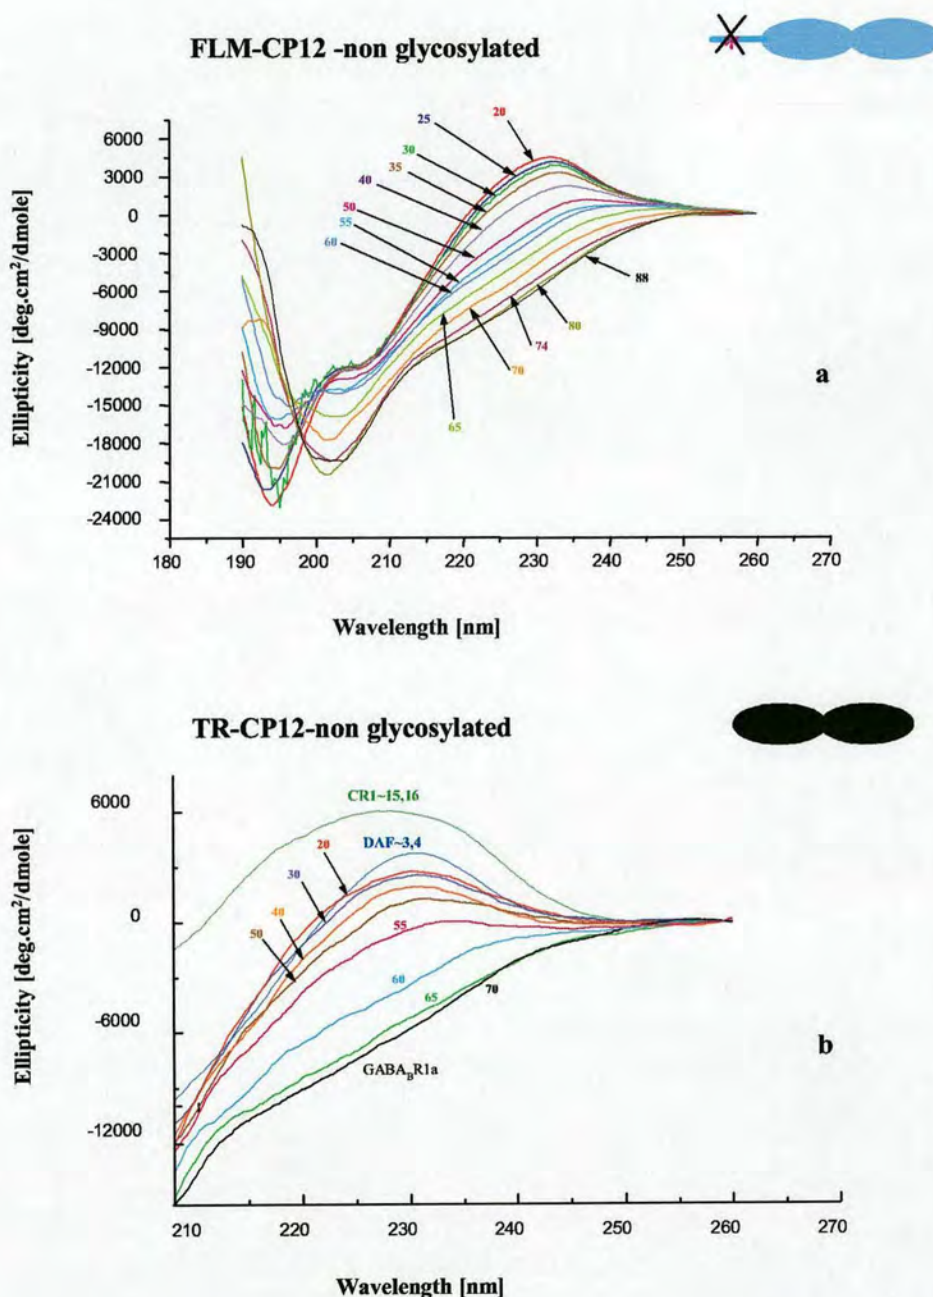 FLM-CP12 -non glycosylated
Ellipticity [deg.cm²/dmole]
6000
3000
0
-3000
-6000
-9000
-12000
-15000
-18000
-21000
-24000
20
25
30
35
40
50
55
60
88
80
74
70
65
a
180 190 200 210 220 230 240 250 260 270
Wavelength [nm]
TR-CP12-non glycosylated
Ellipticity [deg.cm²/dmole]
6000
0
-6000
-12000
CR1~15,16
DAF~3,4
20
30
40
50
55
60
65
70
GABA_BR1a
b
210 220 230 240 250 260 270
Wavelength [nm]